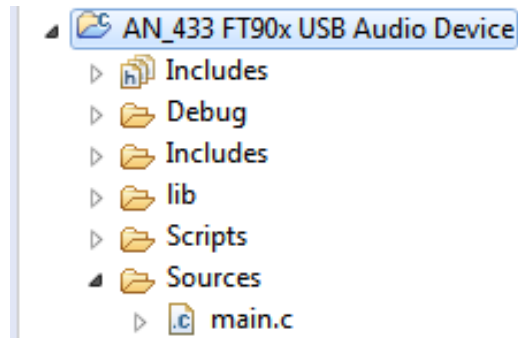 AN_433 FT90x USB Audio Device
Includes
Debug
Includes
lib
Scripts
Sources
main.c